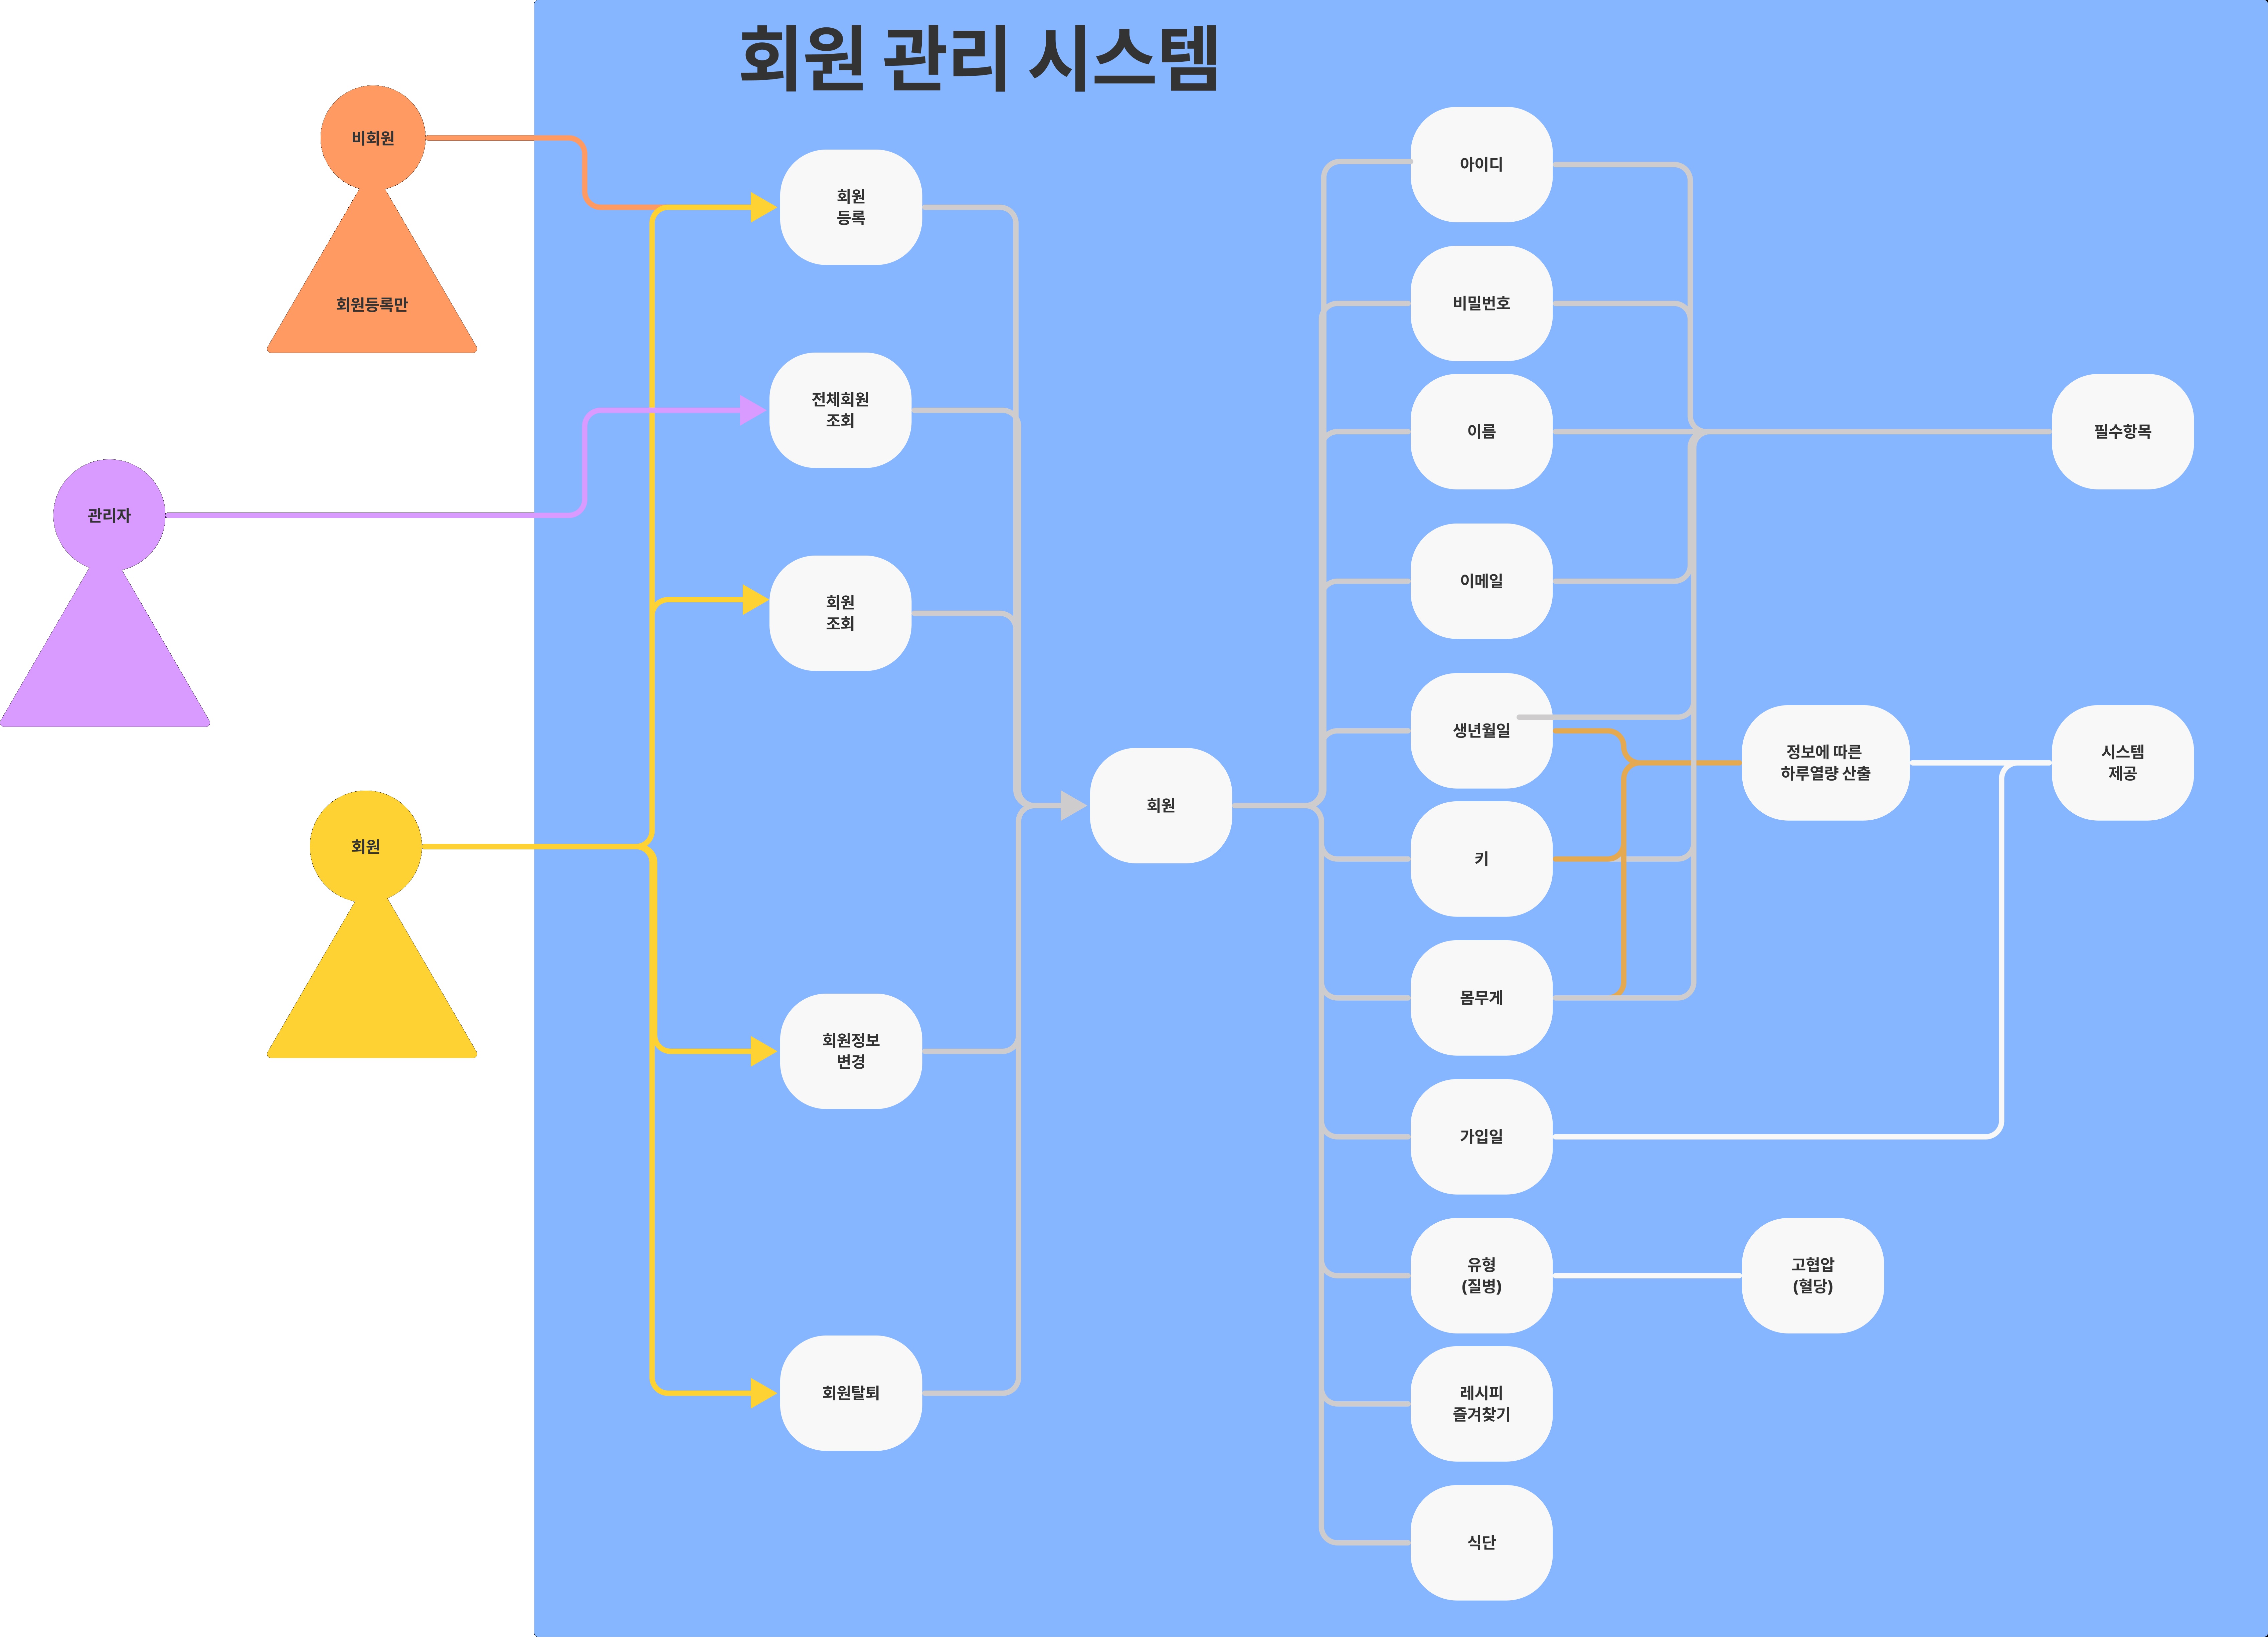 회원 관리 시스템
비회원
회원등록만
관리자
회원
회원
등록
전체회원
조회
회원
조회
회원정보
변경
회원탈퇴
회원
아이디
비밀번호
이름
이메일
생년월일
키
몸무게
가입일
유형
(질병)
레시피
즐겨찾기
식단
필수항목
정보에 따른
하루열량 산출
시스템
제공
고협압
(혈당)